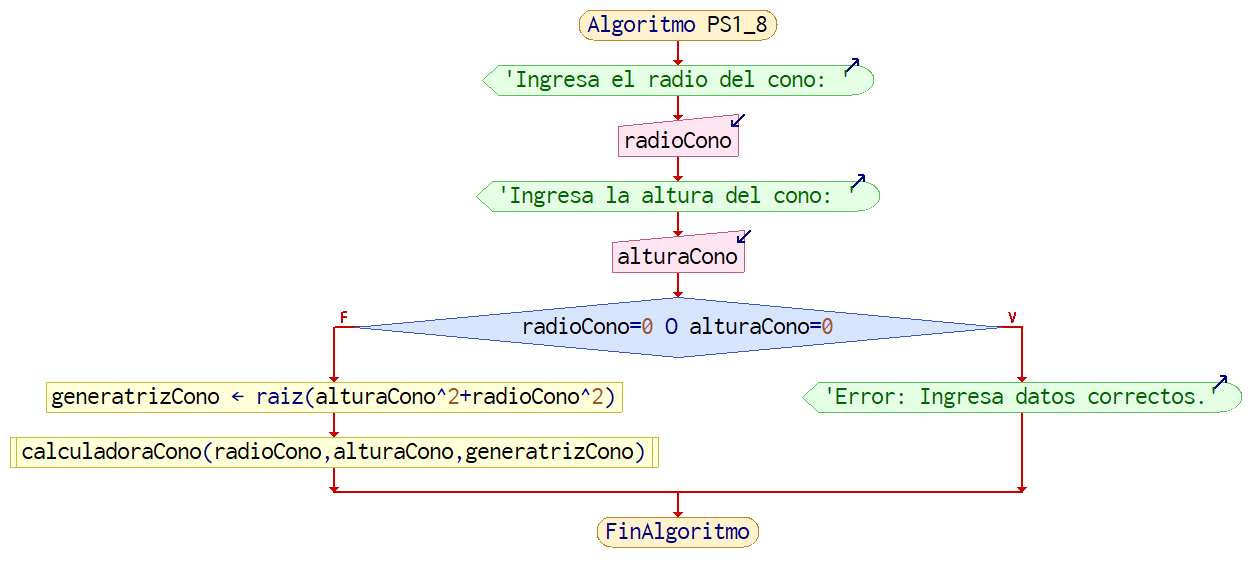 Algoritmo PS1_8
'Ingresa el radio del cono: '
radioCono
'Ingresa la altura del cono: '
alturaCono
radioCono=0 O alturaCono=0
F
V
generatrizCono ← raiz(alturaCono^2+radioCono^2)
'Error: Ingresa datos correctos.'
calculadoraCono(radioCono,alturaCono,generatrizCono)
FinAlgoritmo